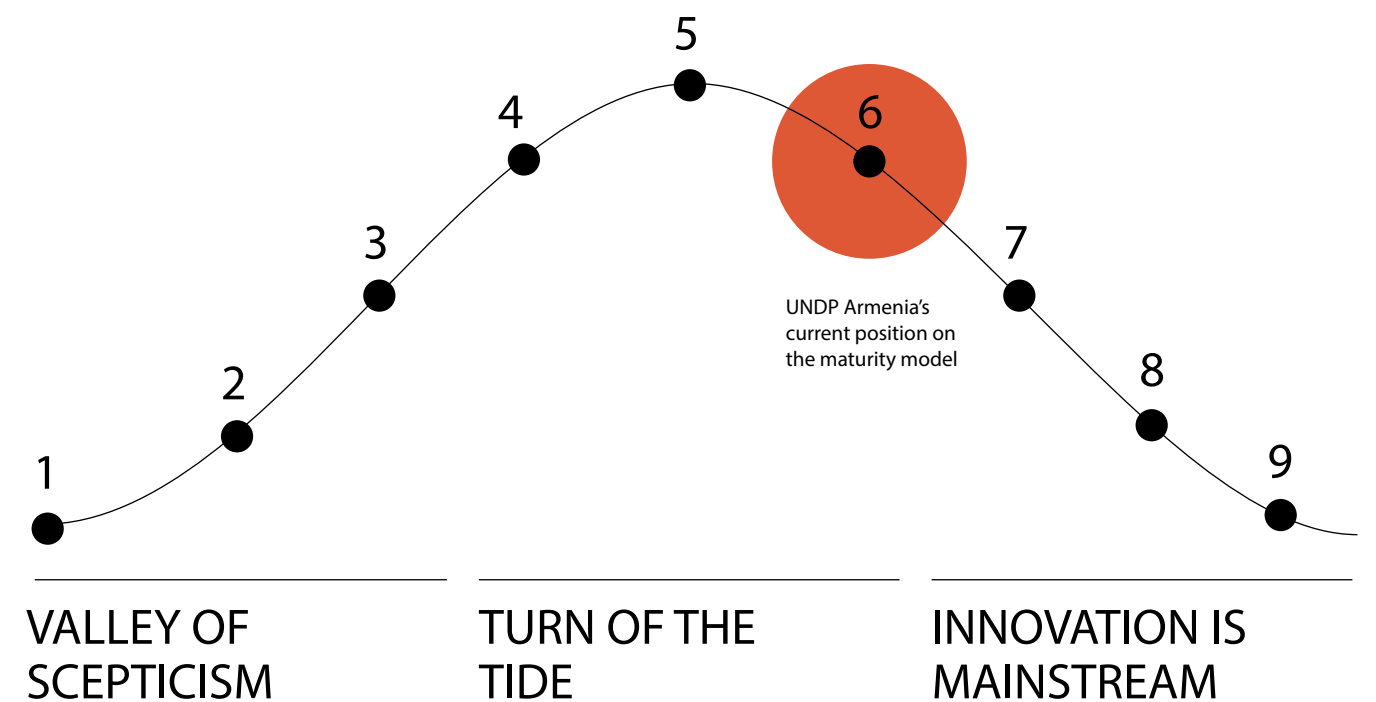 1
2
3
4
5
6
7
8
9
UNDP Armenia's
current position on
the maturity model
VALLEY OF
SCEPTICISM
TURN OF THE
TIDE
INNOVATION IS
MAINSTREAM